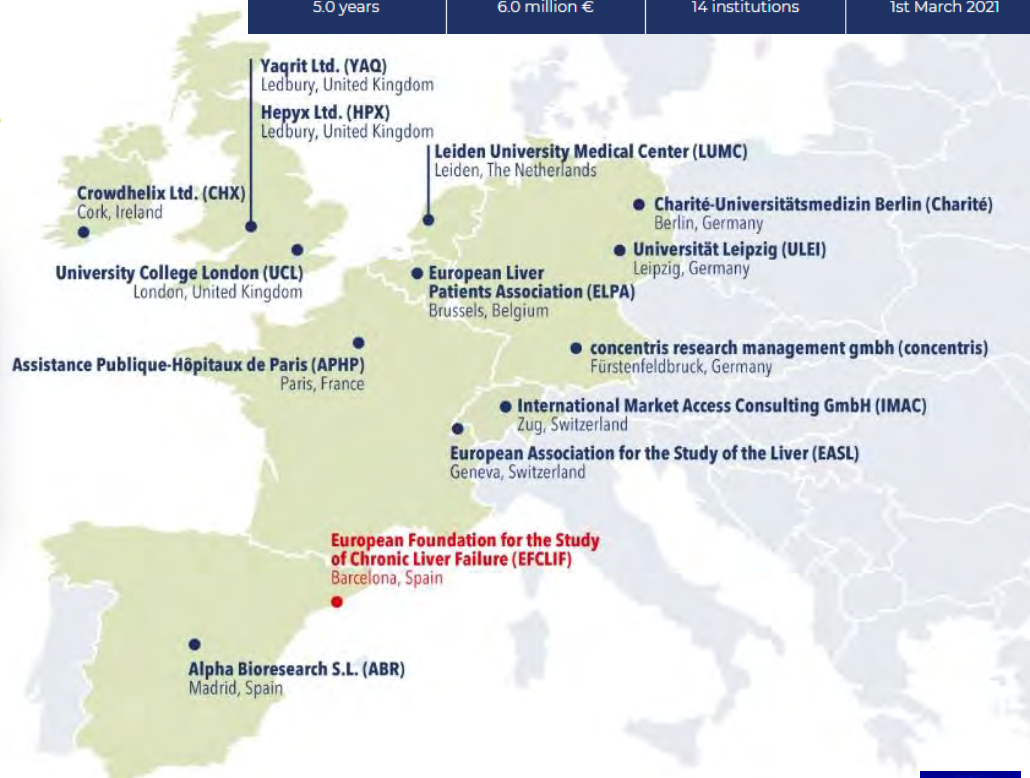 5.0 years
6.0 million €
14 institutions
1st March 2021
Yaqrit Ltd. (YAQ)
Ledbury, United Kingdom
Hepyx Ltd. (HPX)
Ledbury, United Kingdom
Leiden University Medical Center (LUMC)
Leiden, The Netherlands
Crowdhelix Ltd. (CHX)
Cork, Ireland
Charité-Universitätsmedizin Berlin (Charité)
Berlin, Germany
Universität Leipzig (ULEI)
Leipzig, Germany
University College London (UCL)
London, United Kingdom
European Liver
Patients Association (ELPA)
Brussels, Belgium
Assistance Publique-Hôpitaux de Paris (APHP)
Paris, France
concentris research management gmbh (concentris)
Fürstenfeldbruck, Germany
International Market Access Consulting GmbH (IMAC)
Zug, Switzerland
European Association for the Study of the Liver (EASL)
Geneva, Switzerland
European Foundation for the Study
of Chronic Liver Failure (EFCLIF)
Barcelona, Spain
Alpha Bioresearch S.L. (ABR)
Madrid, Spain